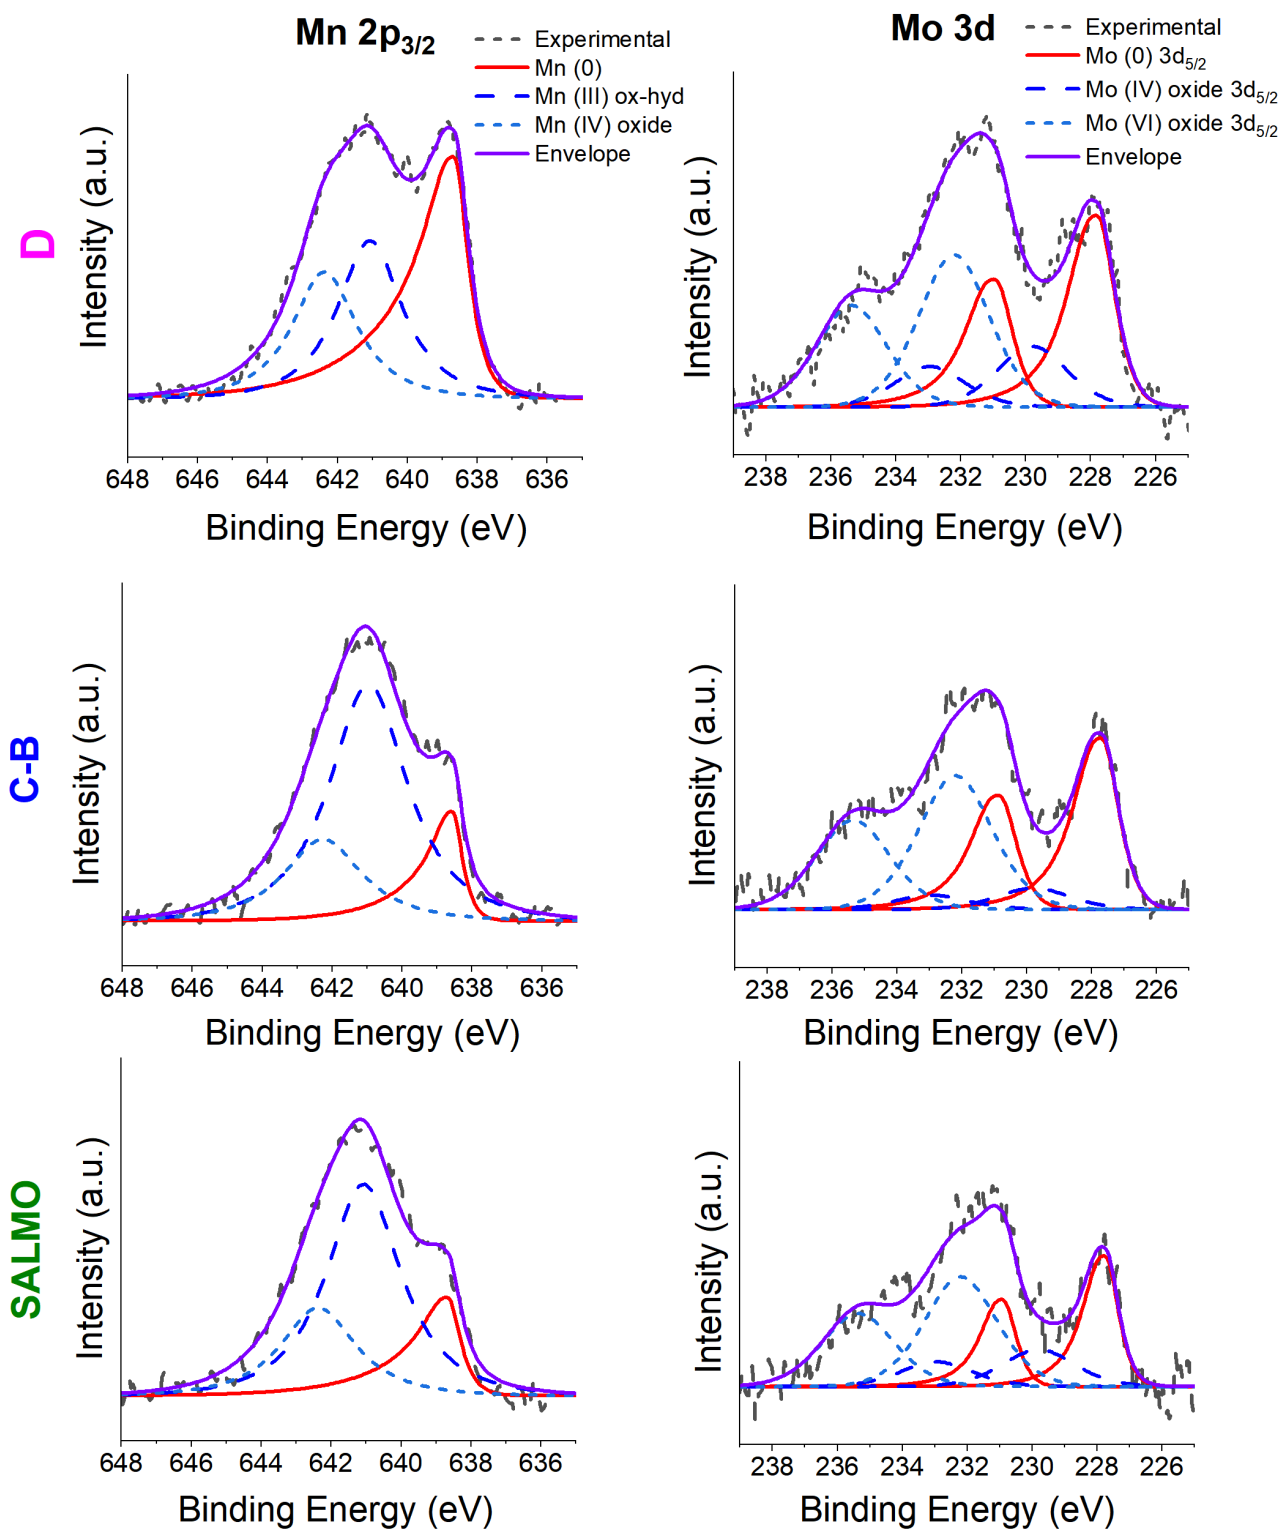 Mn 2p3/2
Experimental
Mn (0)
Mn (III) ox-hyd
Mn (IV) oxide
Envelope
Mo 3d
Experimental
Mo (0) 3d5/2
Mo (IV) oxide 3d5/2
Mo (VI) oxide 3d5/2
Envelope
D
Intensity (a.u.)
648 646 644 642 640 638 636
Binding Energy (eV)
Intensity (a.u.)
238 236 234 232 230 228 226
Binding Energy (eV)
C-B
Intensity (a.u.)
648 646 644 642 640 638 636
Binding Energy (eV)
Intensity (a.u.)
238 236 234 232 230 228 226
Binding Energy (eV)
SALMO
Intensity (a.u.)
648 646 644 642 640 638 636
Binding Energy (eV)
Intensity (a.u.)
238 236 234 232 230 228 226
Binding Energy (eV)